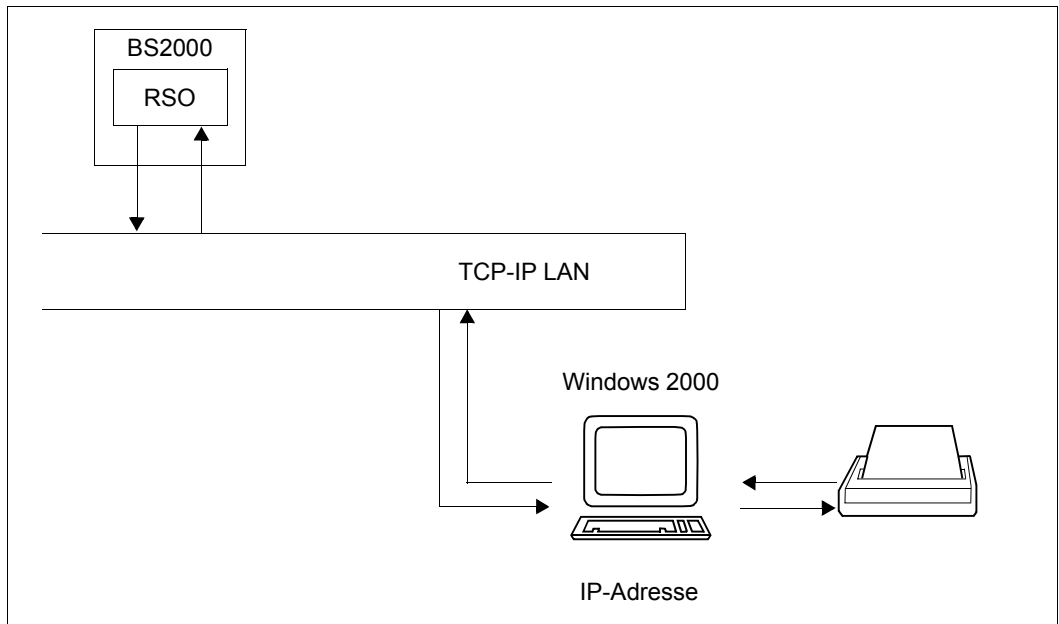 BS2000
RSO
TCP-IP LAN
Windows 2000
IP-Adresse